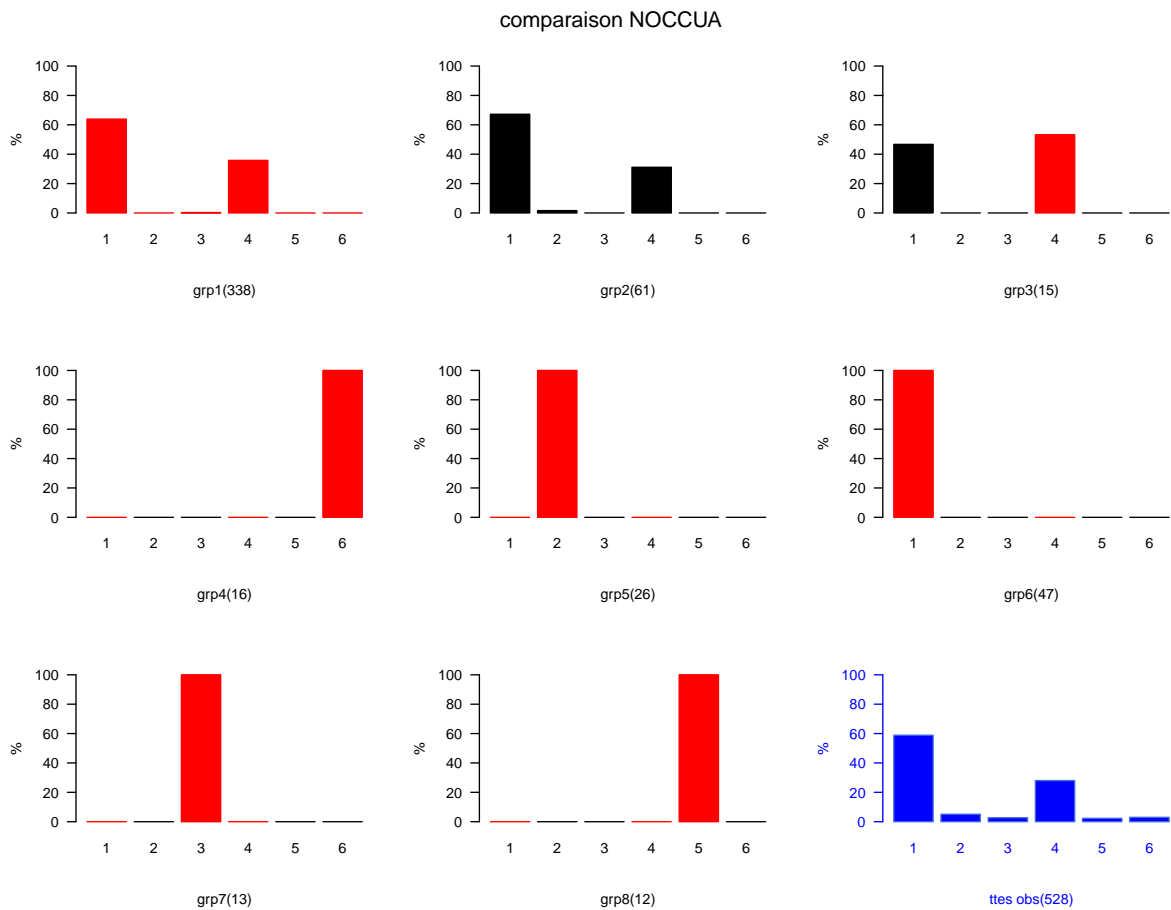 comparaison NOCCUA
100 100 100
80 80 80
60 60 60
% % %
40 40 40
20 20 20
0 0 0
1 2 3 4 5 6 1 2 3 4 5 6 1 2 3 4 5 6
grp1(338) grp2(61) grp3(15)
100 100 100
80 80 80
60 60 60
% % %
40 40 40
20 20 20
0 0 0
1 2 3 4 5 6 1 2 3 4 5 6 1 2 3 4 5 6
grp4(16) grp5(26) grp6(47)
100 100 100
80 80 80
60 60 60
% % %
40 40 40
20 20 20
0 0 0
1 2 3 4 5 6 1 2 3 4 5 6 1 2 3 4 5 6
grp7(13) grp8(12) ttes obs(528)